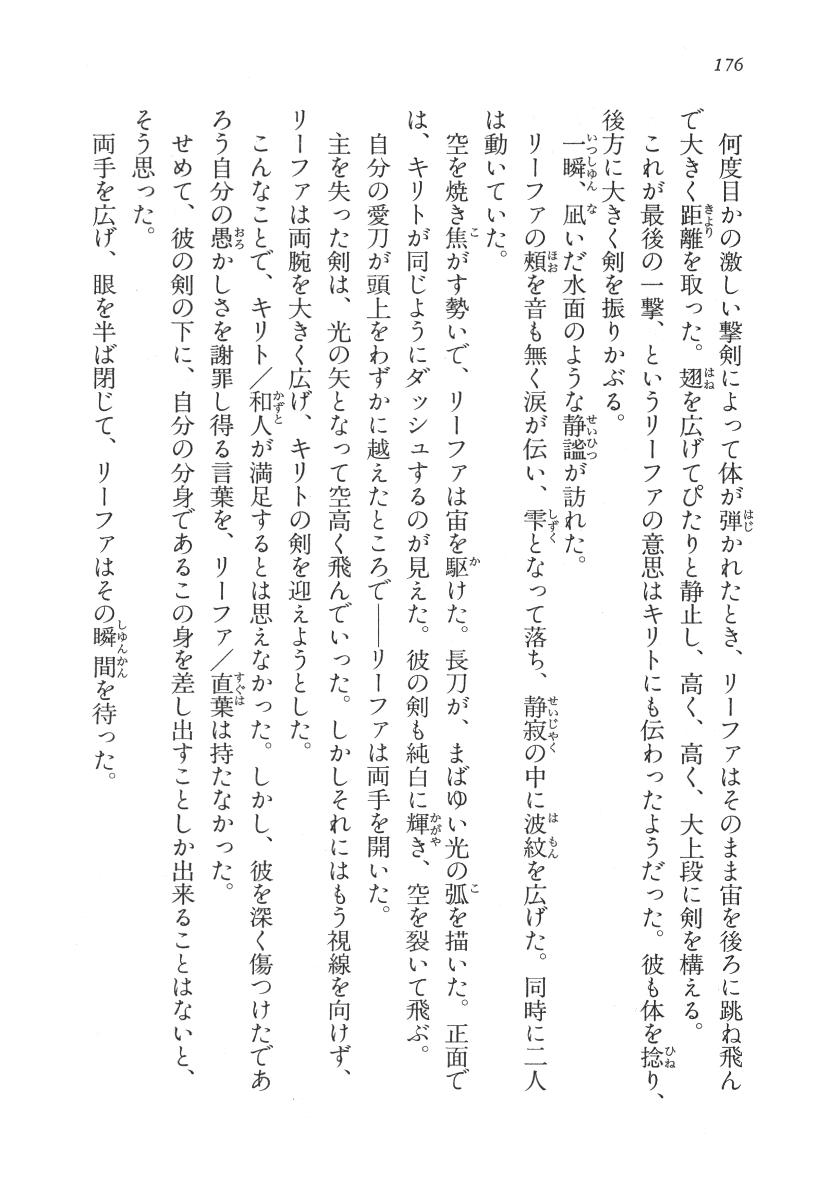 176
何度目かの激しい撃剣によって体が弾かれたとき、リーファはそのまま宙を後ろに跳ね飛ん
で大きく距離を取った。翅を広げてぴたりと静止し、高く、高く、大上段に剣を構える。
これが最後の一撃、というリーファの意思はキリトにも伝わったようだった。彼も体を捻り、
後方に大きく剣を振りかぶる。
一瞬、凪いだ水面のような静謐が訪れた。
リーファの頰を音も無く涙が伝い、雫となって落ち、静寂の中に波紋を広げた。同時に二人
は動いていた。
空を焼き焦がす勢いで、リーファは宙を駆けた。長刀が、まばゆい光の弧を描いた。正面で
は、キリトが同じようにダッシュするのが見えた。彼の剣も純白に輝き、空を裂いて飛ぶ。
自分の愛刀が頭上をわずかに越えたところで――リーファは両手を開いた。
主を失った剣は、光の矢となって空高く飛んでいった。しかしそれにはもう視線を向けず、
リーファは両腕を大きく広げ、キリトの剣を迎えようとした。
こんなことで、キリト／和人が満足するとは思えなかった。しかし、彼を深く傷つけたであ
ろう自分の愚かしさを謝罪し得る言葉を、リーファ／直葉は持たなかった。
せめて、彼の剣の下に、自分の分身であるこの身を差し出すことしか出来ることはないと、
そう思った。
両手を広げ、眼を半ば閉じて、リーファはその瞬間を待った。